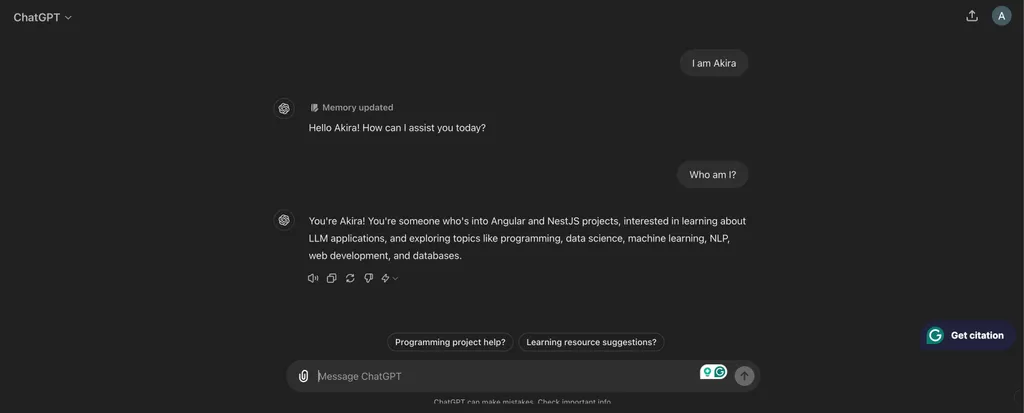 ChatGPT
A
I am Akira
Memory updated
Hello Akira! How can I assist you today?
Who am I?
You're Akira! You're someone who's into Angular and NestJS projects, interested in learning about
LLM applications, and exploring topics like programming, data science, machine learning, NLP,
web development, and databases.
Get citation
Programming project help?
Learning resource suggestions?
Message ChatGPT
ChatGPT can make mistakes. Check important info.